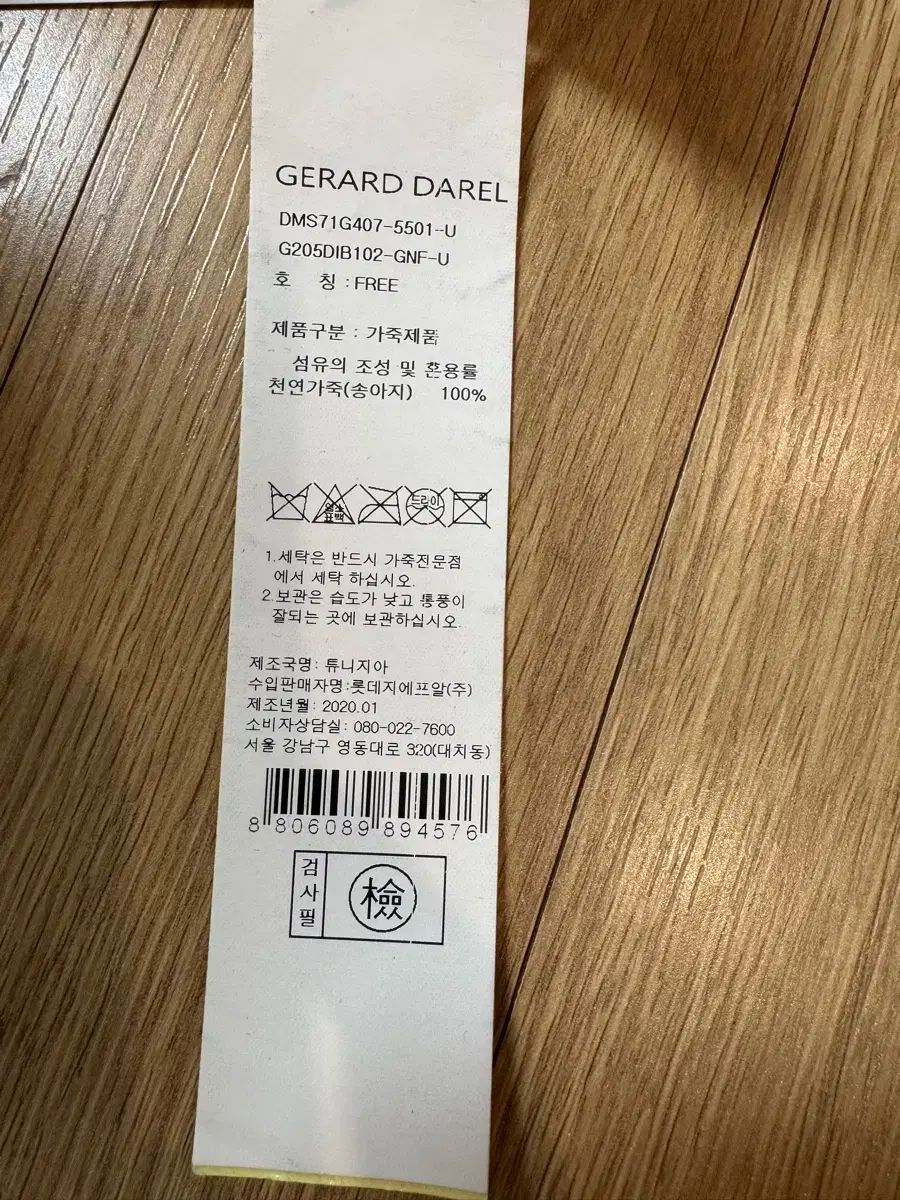 GERARD DAREL
DMS71G407-5501-U
G205DIB102-GNF-U
호 칭 : FREE
제품구분 : 가죽제품
섬유의 조성 및 혼용률
천연가죽(송아지) 100%
염소
표백
드라이
1.세탁은 반드시 가죽전문점
에서 세탁 하십시오.
2.보관은 습도가 낮고 통풍이
잘되는 곳에 보관하십시오.
제조국명: 튜니지아
수입판매자명:롯데지에프알(주)
제조년월: 2020.01
소비자상담실: 080-022-7600
서울 강남구 영동대로 320(대치동)
8 806089 894576
검사필
檢